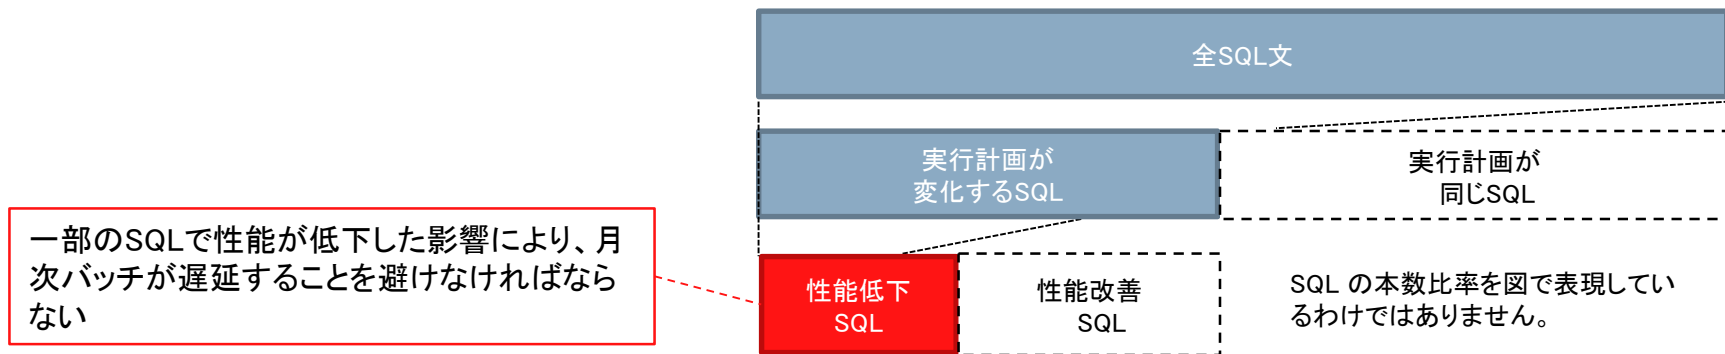 全SQL文
実行計画が
変化するSQL
実行計画が
同じSQL
一部のSQLで性能が低下した影響により、月
次バッチが遅延することを避けなければなら
ない
性能低下
SQL
性能改善
SQL
SQL の本数比率を図で表現してい
るわけではありません。